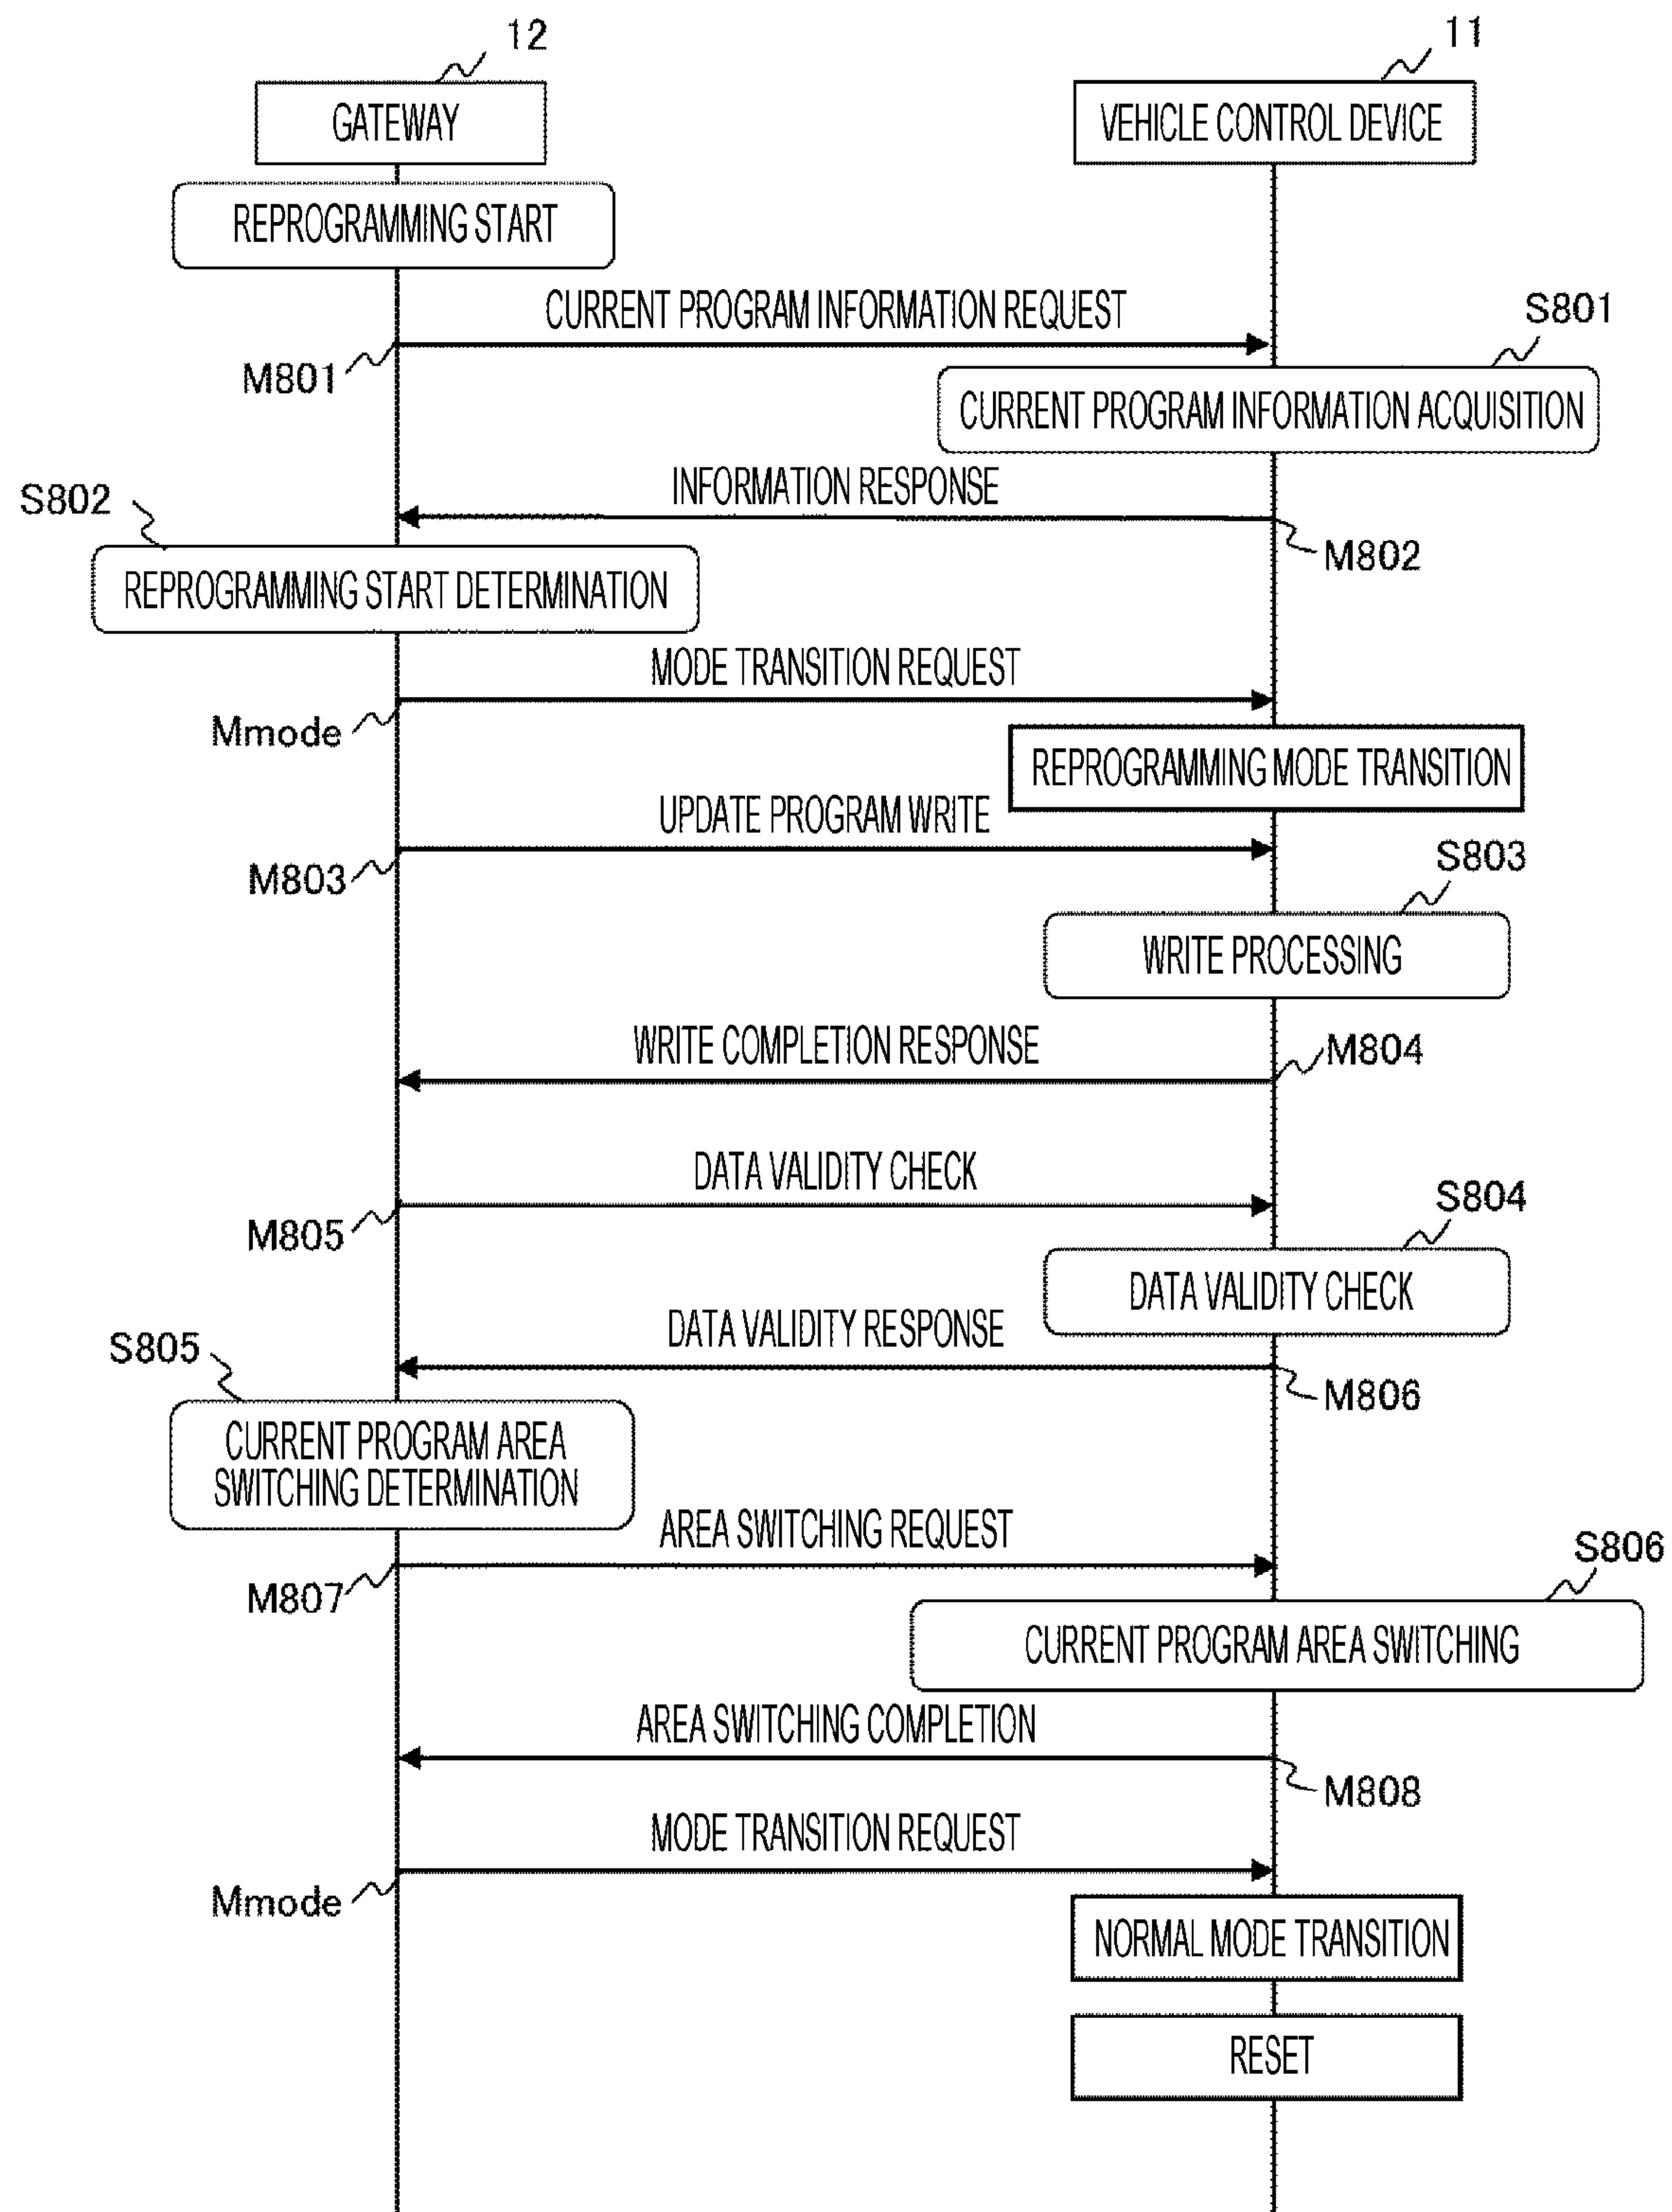 12
11
GATEWAY
VEHICLE CONTROL DEVICE
REPROGRAMMING START
CURRENT PROGRAM INFORMATION REQUEST
S801
M801
CURRENT PROGRAM INFORMATION ACQUISITION
INFORMATION RESPONSE
S802
M802
REPROGRAMMING START DETERMINATION
MODE TRANSITION REQUEST
Mmode
REPROGRAMMING MODE TRANSITION
UPDATE PROGRAM WRITE
M803
S803
WRITE PROCESSING
WRITE COMPLETION RESPONSE
M804
DATA VALIDITY CHECK
M805
S804
DATA VALIDITY CHECK
DATA VALIDITY RESPONSE
S805
M806
CURRENT PROGRAM AREA
SWITCHING DETERMINATION
AREA SWITCHING REQUEST
M807
S806
CURRENT PROGRAM AREA SWITCHING
AREA SWITCHING COMPLETION
M808
MODE TRANSITION REQUEST
Mmode
NORMAL MODE TRANSITION
RESET